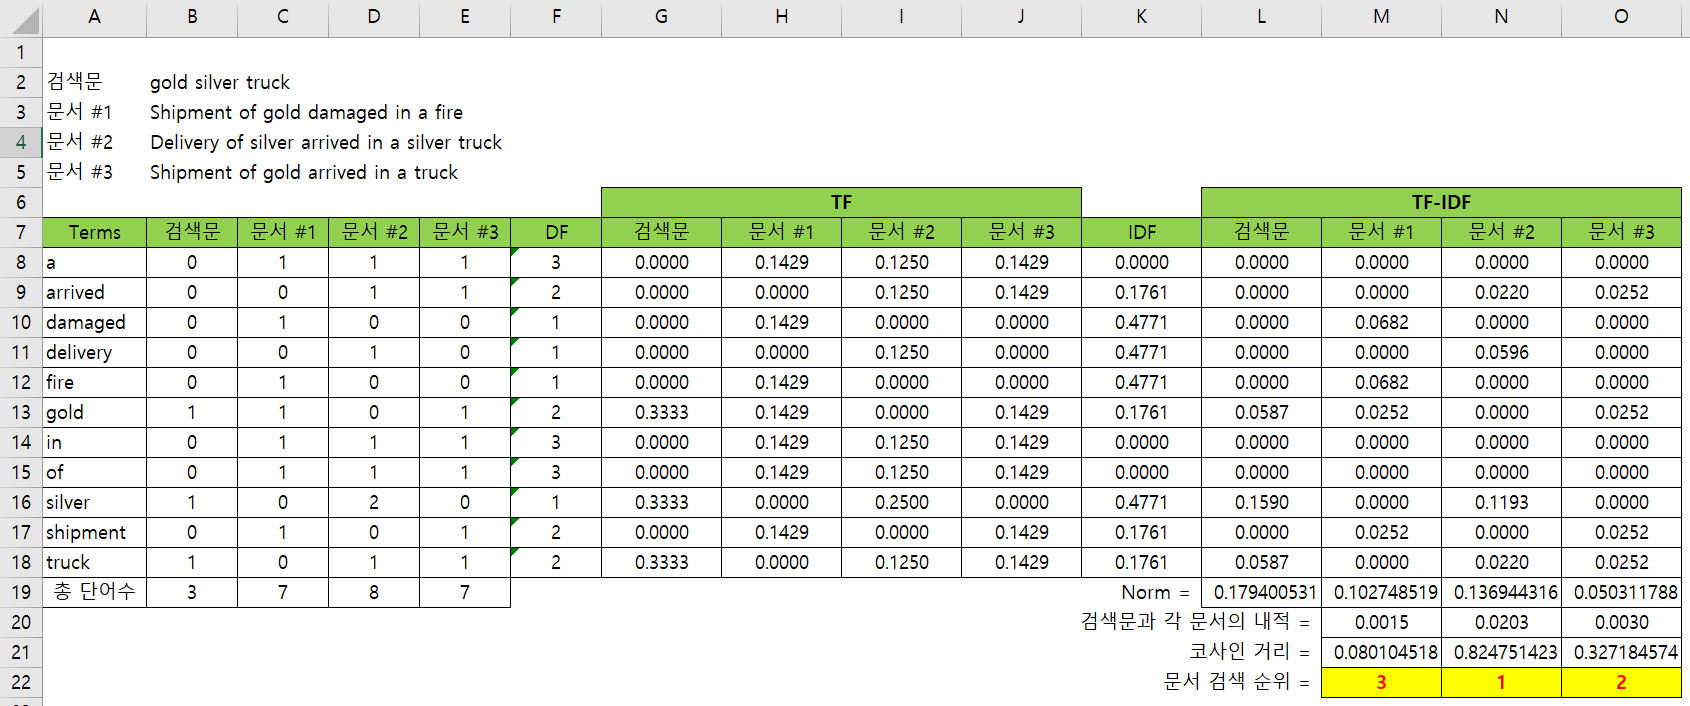 A B C D E F G H I J K L M N O
1
2 검색문 gold silver truck
3 문서 #1 Shipment of gold damaged in a fire
4 문서 #2 Delivery of silver arrived in a silver truck
5 문서 #3 Shipment of gold arrived in a truck
6 TF TF-IDF
7 Terms 검색문 문서 #1 문서 #2 문서 #3 DF 검색문 문서 #1 문서 #2 문서 #3 IDF 검색문 문서 #1 문서 #2 문서 #3
8 a 0 1 1 1 3 0.0000 0.1429 0.1250 0.1429 0.0000 0.0000 0.0000 0.0000 0.0000
9 arrived 0 0 1 1 2 0.0000 0.0000 0.1250 0.1429 0.1761 0.0000 0.0000 0.0220 0.0252
10 damaged 0 1 0 0 1 0.0000 0.1429 0.0000 0.0000 0.4771 0.0000 0.0682 0.0000 0.0000
11 delivery 0 0 1 0 1 0.0000 0.0000 0.1250 0.0000 0.4771 0.0000 0.0000 0.0596 0.0000
12 fire 0 1 0 0 1 0.0000 0.1429 0.0000 0.0000 0.4771 0.0000 0.0682 0.0000 0.0000
13 gold 1 1 0 1 2 0.3333 0.1429 0.0000 0.1429 0.1761 0.0587 0.0252 0.0000 0.0252
14 in 0 1 1 1 3 0.0000 0.1429 0.1250 0.1429 0.0000 0.0000 0.0000 0.0000 0.0000
15 of 0 1 1 1 3 0.0000 0.1429 0.1250 0.1429 0.0000 0.0000 0.0000 0.0000 0.0000
16 silver 1 0 2 0 1 0.3333 0.0000 0.2500 0.0000 0.4771 0.1590 0.0000 0.1193 0.0000
17 shipment 0 1 0 1 2 0.0000 0.1429 0.0000 0.1429 0.1761 0.0000 0.0252 0.0000 0.0252
18 truck 1 0 1 1 2 0.3333 0.0000 0.1250 0.1429 0.1761 0.0587 0.0000 0.0220 0.0252
19 총 단어수 3 7 8 7 Norm = 0.179400531 0.102748519 0.136944316 0.050311788
20 검색문과 각 문서의 내적 = 0.0015 0.0203 0.0030
21 코사인 거리 = 0.080104518 0.824751423 0.327184574
22 문서 검색 순위 = 3 1 2